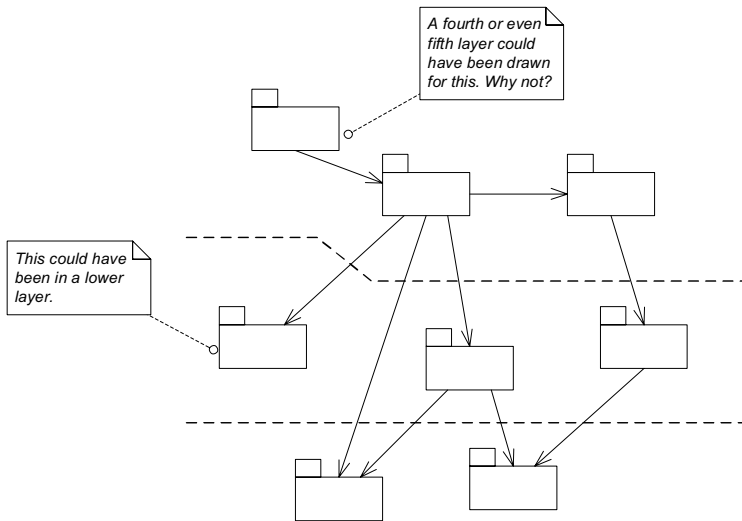 A fourth or even
fifth layer could
have been drawn
for this. Why not?
This could have
been in a lower
layer.